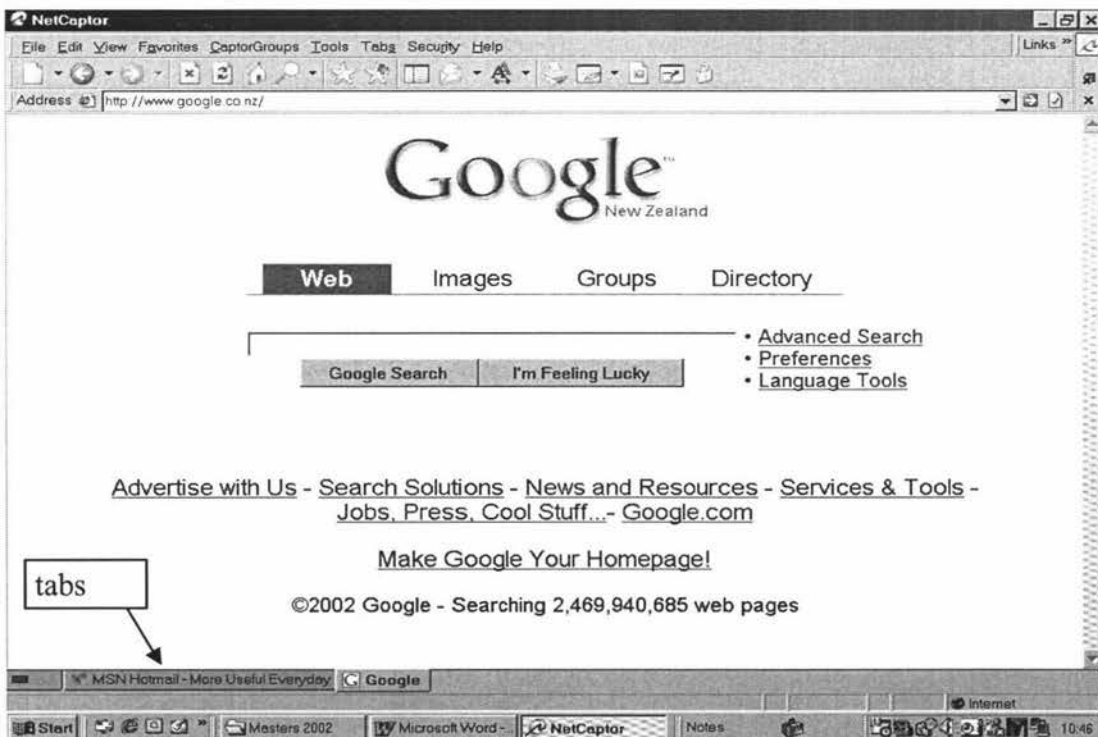 NetCaptor
File Edit View Favorites CaptorGroups Tools Tabs Security Help Links »
Address http://www.google.co.nz/
Google™
New Zealand
Web Images Groups Directory
• Advanced Search
• Preferences
• Language Tools
Google Search I'm Feeling Lucky
Advertise with Us - Search Solutions - News and Resources - Services & Tools -
Jobs, Press, Cool Stuff...- Google.com
Make Google Your Homepage!
tabs
©2002 Google - Searching 2,469,940,685 web pages
MSN Hotmail - More Useful Everyday Google
Internet
Start » Masters 2002 Microsoft Word -... NetCaptor Notes 10:46